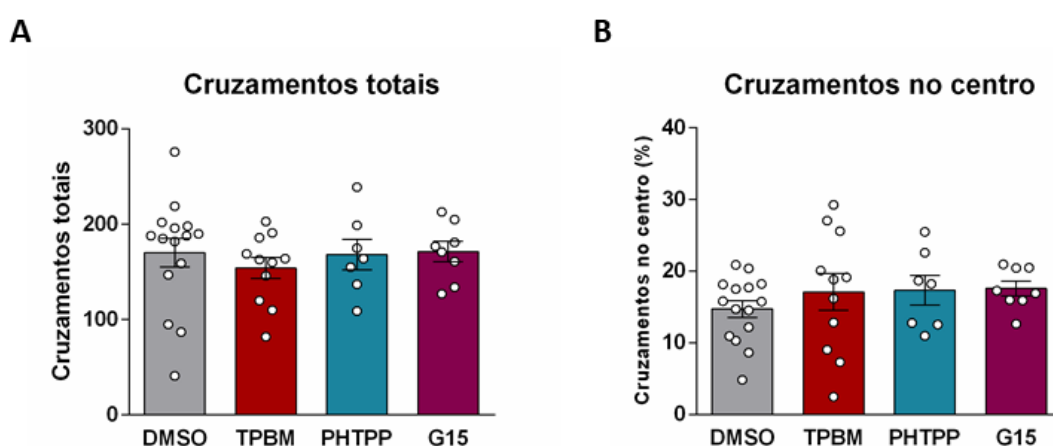 A
Cruzamentos totais
Cruzamentos totais
300
200
100
0
DMSO TPBM PHTPP G15
B
Cruzamentos no centro
Cruzamentos no centro (%)
40
30
20
10
0
DMSO TPBM PHTPP G15